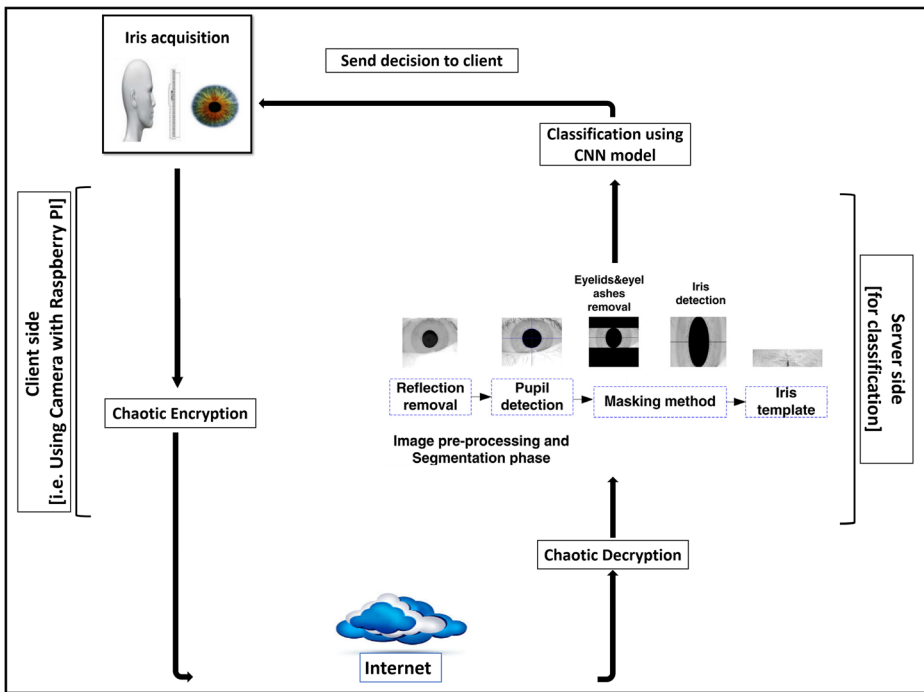 Iris acquisition
Send decision to client
Classification using
CNN model
Client side
[i.e. Using Camera with Raspberry PI]
Server side
[for classification]
Eyelids&eyel
ashes
removal
Iris
detection
Reflection
removal
Pupil
detection
Masking method
Iris
template
Image pre-processing and
Segmentation phase
Chaotic Encryption
Chaotic Decryption
Internet